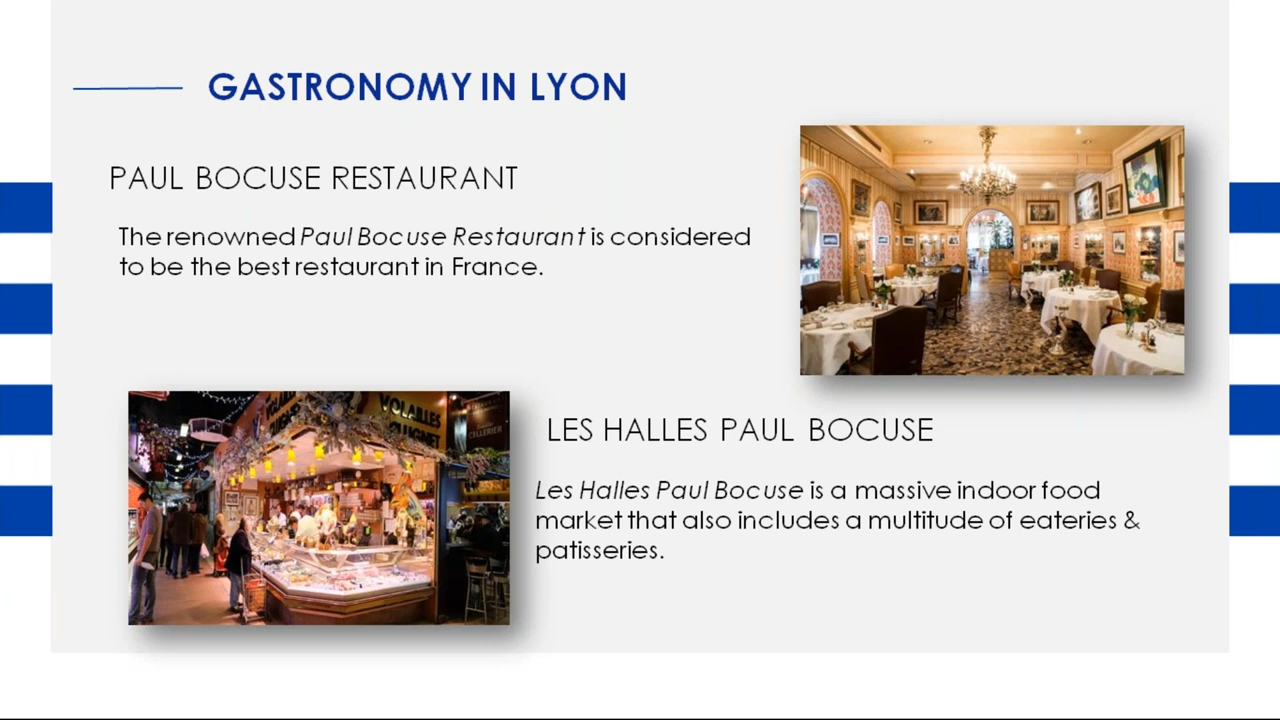 GASTRONOMY IN LYON
PAUL BOCUSE RESTAURANT
The renowned Paul Bocuse Restaurant is considered
to be the best restaurant in France.
VOLAILLES
CELLERIER
LES HALLES PAUL BOCUSE
Les Halles Paul Bocuse is a massive indoor food
market that also includes a multitude of eateries &
patisseries.